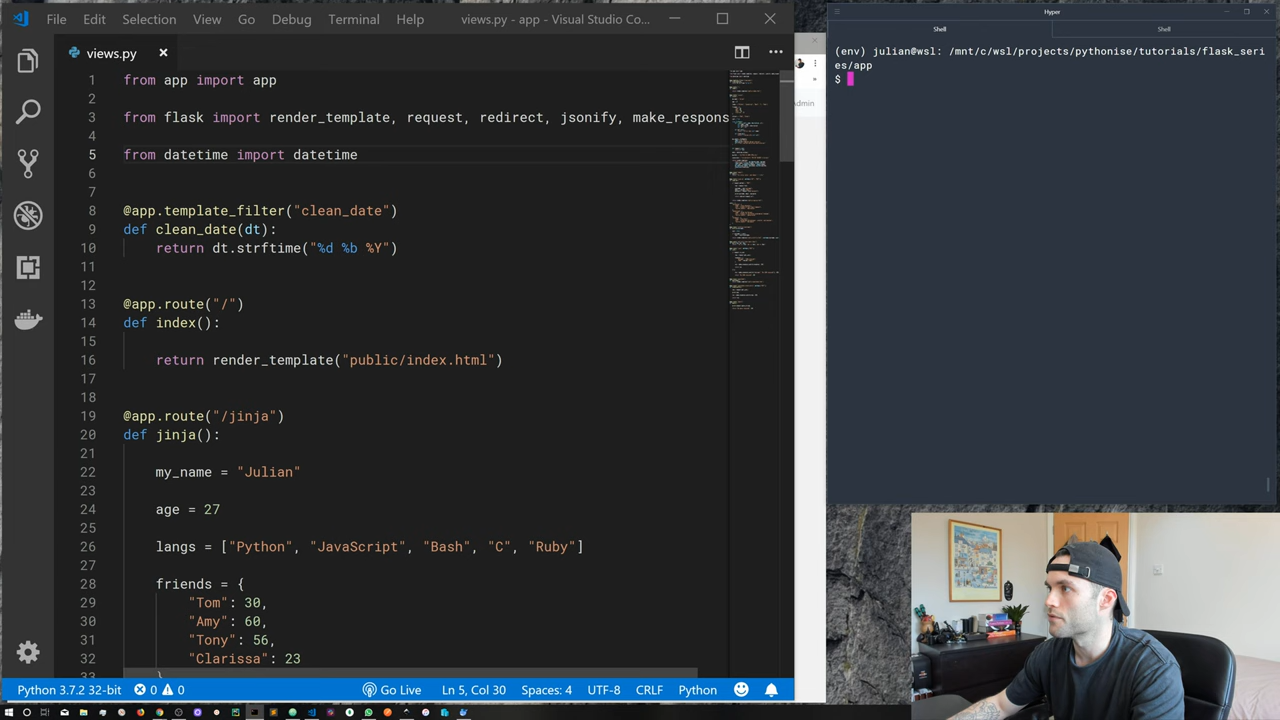 File Edit Selection View Go Debug Terminal Help views.py - app - Visual Studio Co...
views.py
from app import app
2
from flask import render_template, request, redirect, jsonify, make_respons
4
5 from datetime import datetime
6
7
8 @app.template_filter("clean_date")
9 def clean_date(dt):
10 return dt.strftime("%d %b %Y")
11
12
13 @app.route("/")
14 def index():
15
16 return render_template("public/index.html")
17
18
19 @app.route("/jinja")
20 def jinja():
21
22 my_name = "Julian"
23
24 age = 27
25
26 langs = ["Python", "JavaScript", "Bash", "C", "Ruby"]
27
28 friends = {
29 "Tom": 30,
30 "Amy": 60,
31 "Tony": 56,
32 "Clarissa": 23
33 }
Python 3.7.2 32-bit 0 0 Go Live Ln 5, Col 30 Spaces: 4 UTF-8 CRLF Python
dmin
Hyper
Shell Shell
(env) julian@wsl: /mnt/c/wsl/projects/pythonise/tutorials/flask_seri
es/app
$